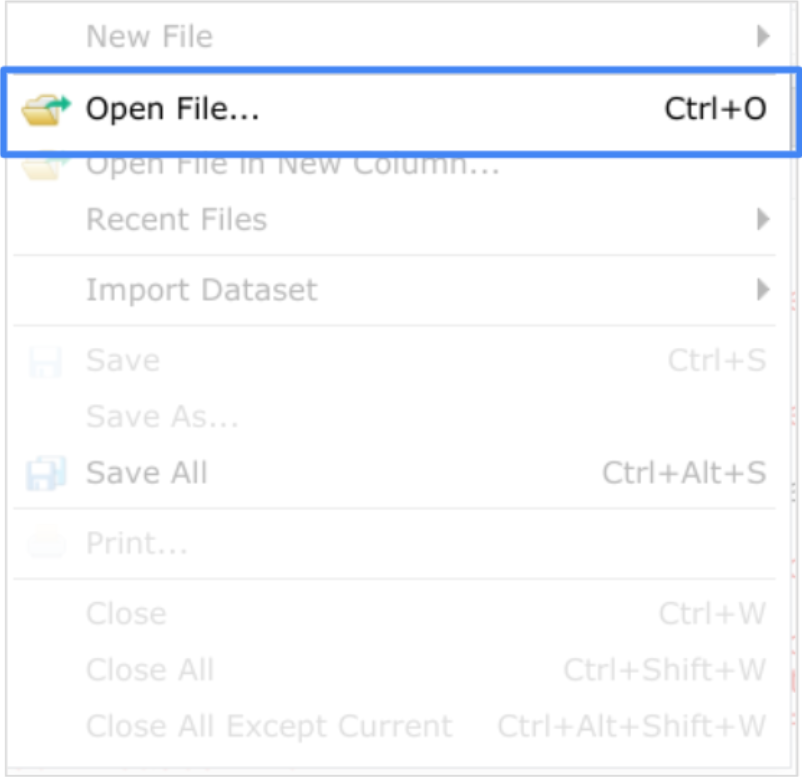 New File
Open File... Ctrl+O
Open File in New Column...
Recent Files
Import Dataset
Save Ctrl+S
Save As...
Save All Ctrl+Alt+S
Print...
Close Ctrl+W
Close All Ctrl+Shift+W
Close All Except Current Ctrl+Alt+Shift+W